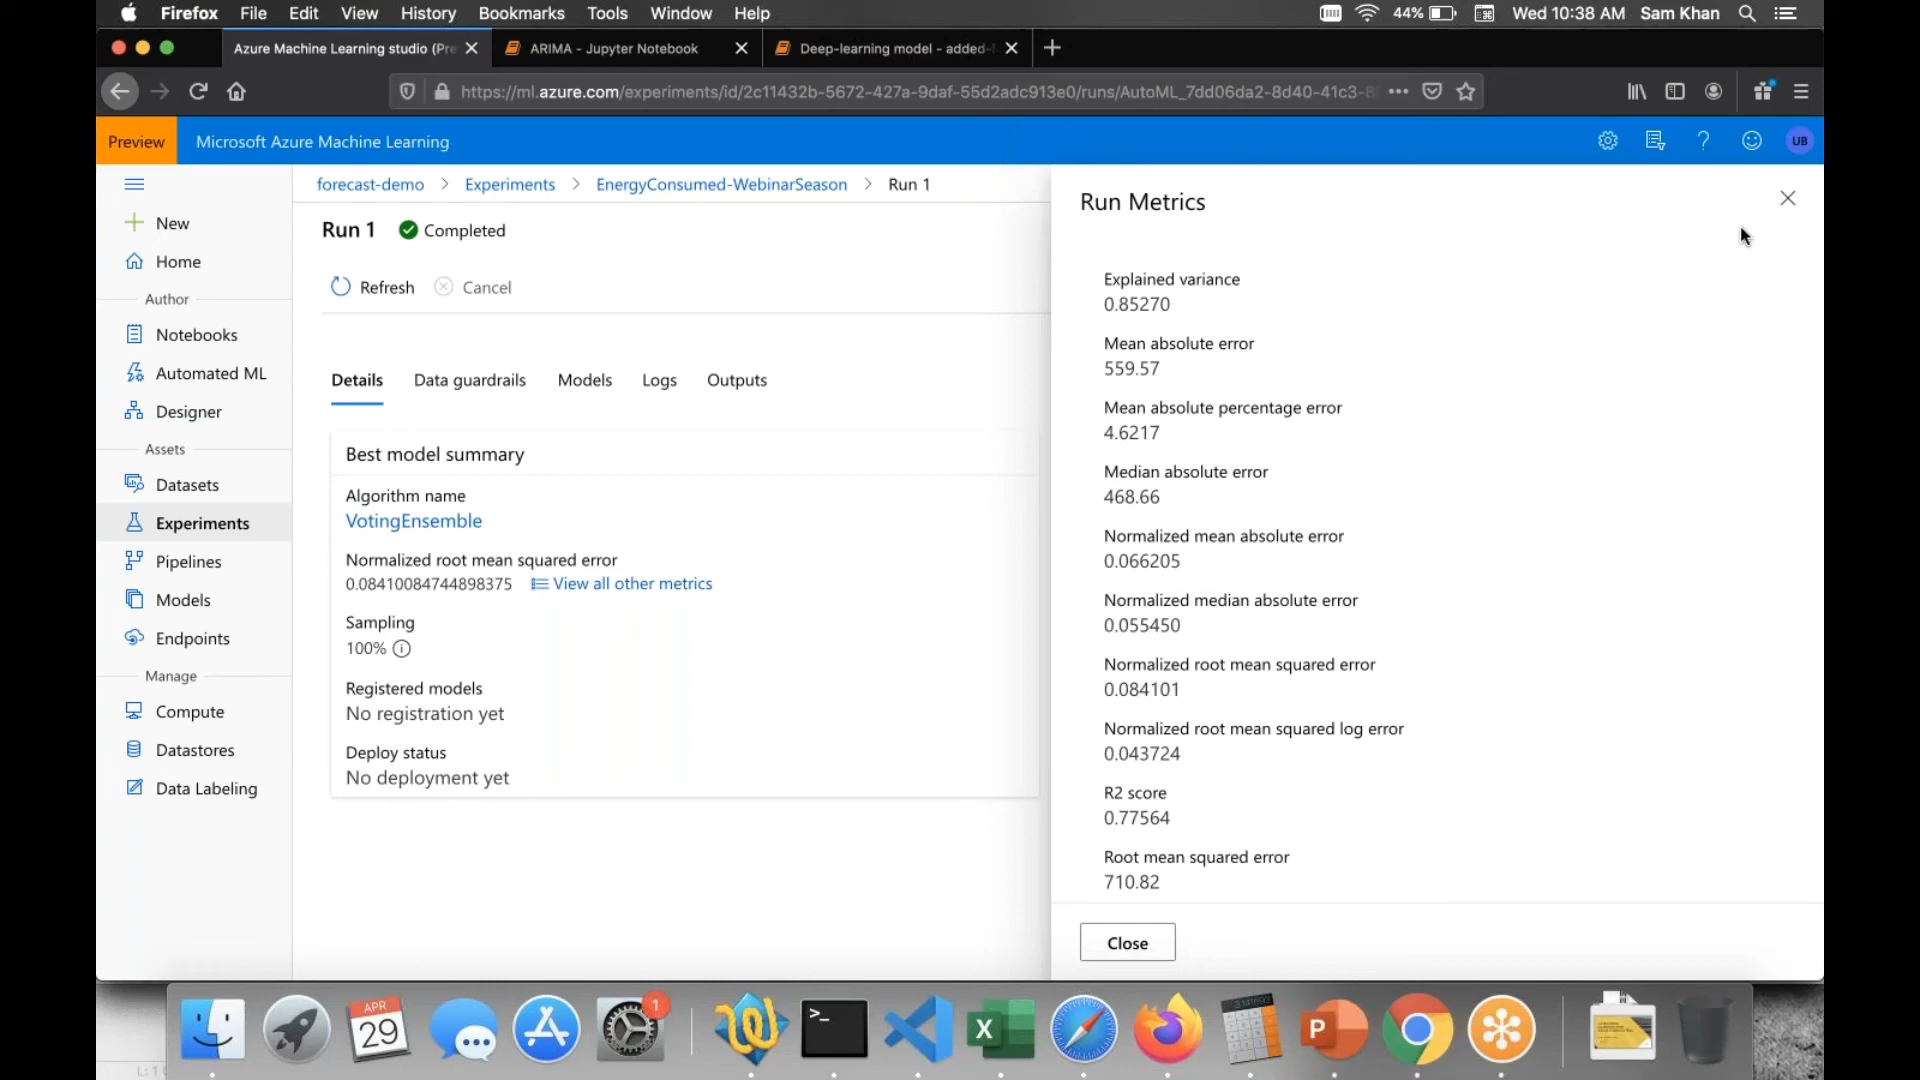 Firefox File Edit View History Bookmarks Tools Window Help 44% Wed 10:38 AM Sam Khan
Azure Machine Learning studio (Pre ARIMA - Jupyter Notebook Deep-learning model - added-
https://ml.azure.com/experiments/id/2c11432b-5672-427a-9daf-55d2adc913e0/runs/AutoML_7dd06da2-8d40-41c3-8
Preview Microsoft Azure Machine Learning UB
New
Home
Author
Notebooks
Automated ML
Designer
Assets
Datasets
Experiments
Pipelines
Models
Endpoints
Manage
Compute
Datastores
Data Labeling
forecast-demo > Experiments > EnergyConsumed-WebinarSeason > Run 1
Run 1 Completed
Refresh Cancel
Details Data guardrails Models Logs Outputs
Best model summary
Algorithm name
VotingEnsemble
Normalized root mean squared error
0.08410084744898375 View all other metrics
Sampling
100%
Registered models
No registration yet
Deploy status
No deployment yet
Run Metrics
Explained variance
0.85270
Mean absolute error
559.57
Mean absolute percentage error
4.6217
Median absolute error
468.66
Normalized mean absolute error
0.066205
Normalized median absolute error
0.055450
Normalized root mean squared error
0.084101
Normalized root mean squared log error
0.043724
R2 score
0.77564
Root mean squared error
710.82
Close
APR
29
1
X
P